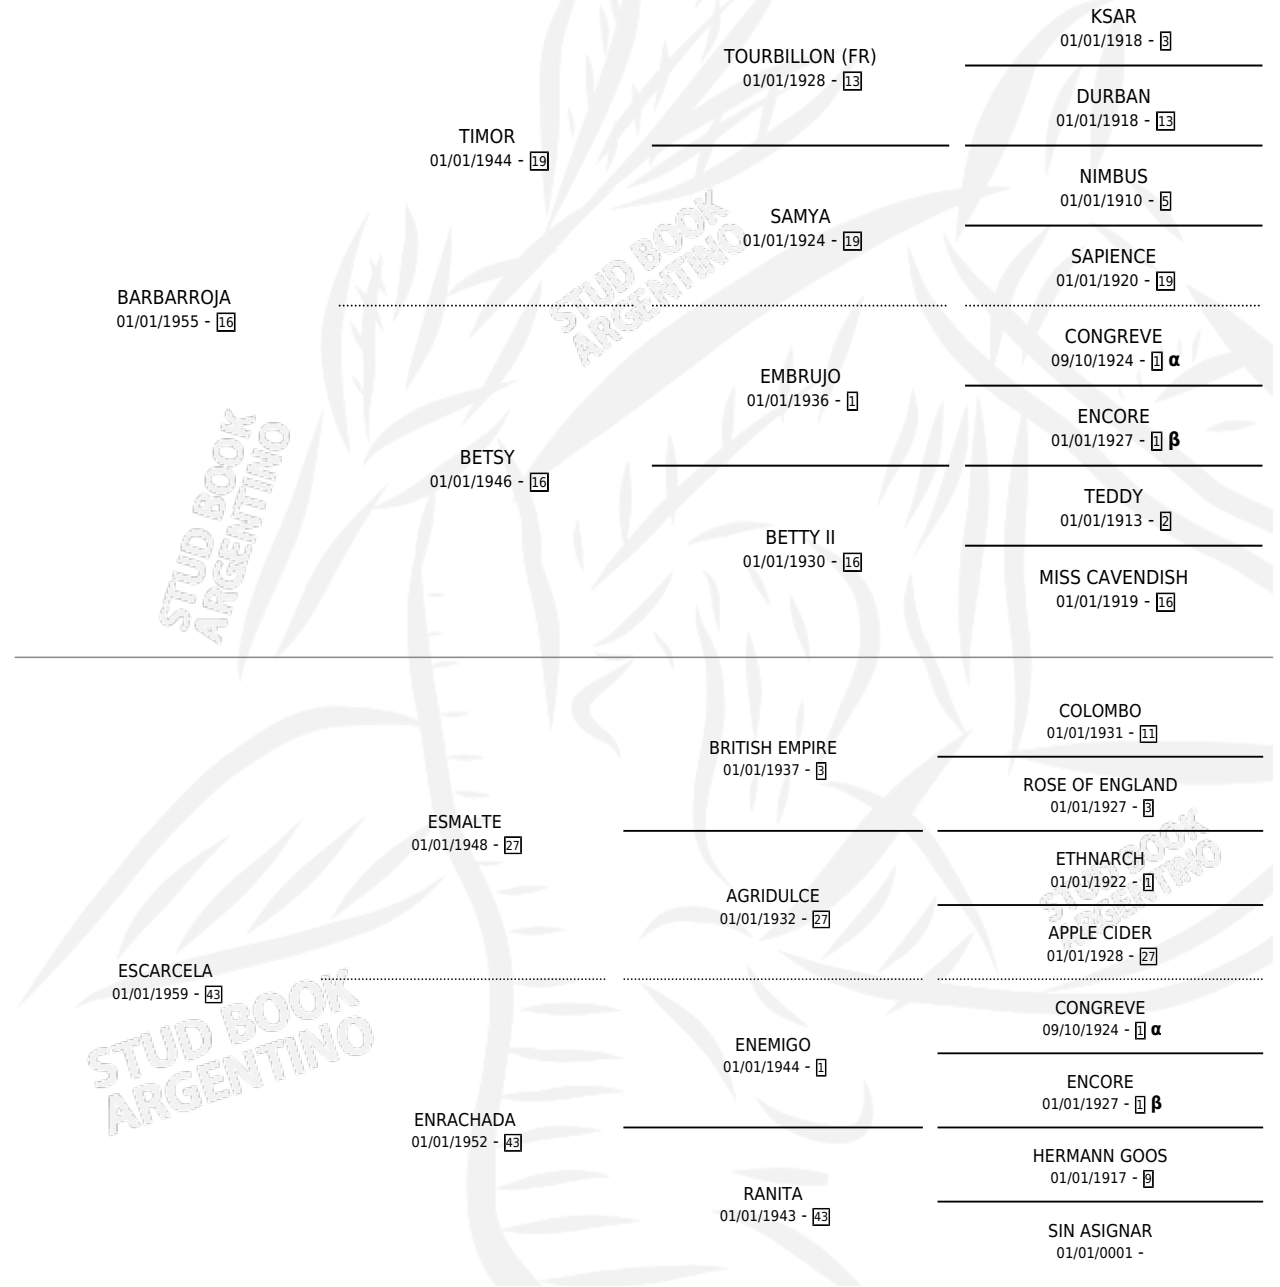 KSAR
01/01/1918 - 3
TOURBILLON (FR)
01/01/1928 - 13
DURBAN
01/01/1918 - 13
TIMOR
01/01/1944 - 19
NIMBUS
01/01/1910 - 5
SAMYA
01/01/1924 - 19
SAPIENCE
01/01/1920 - 19
BARBARROJA
01/01/1955 - 16
CONGREVE
09/10/1924 - 1 α
EMBRUJO
01/01/1936 - 1
ENCORE
01/01/1927 - 1 β
BETSY
01/01/1946 - 16
TEDDY
01/01/1913 - 2
BETTY II
01/01/1930 - 16
MISS CAVENDISH
01/01/1919 - 16
COLOMBO
01/01/1931 - 11
BRITISH EMPIRE
01/01/1937 - 3
ROSE OF ENGLAND
01/01/1927 - 3
ESMALTE
01/01/1948 - 27
ETHNARCH
01/01/1922 - 1
AGRIDULCE
01/01/1932 - 27
APPLE CIDER
01/01/1928 - 27
ESCARCELA
01/01/1959 - 43
CONGREVE
09/10/1924 - 1 α
ENEMIGO
01/01/1944 - 1
ENCORE
01/01/1927 - 1 β
ENRACHADA
01/01/1952 - 43
HERMANN GOOS
01/01/1917 - 9
RANITA
01/01/1943 - 43
SIN ASIGNAR
01/01/0001 -
STUD BOOK
ARGENTINO
STUD BOOK
ARGENTINO
STUD BOOK
ARGENTINO
STUD BOOK
ARGENTINO